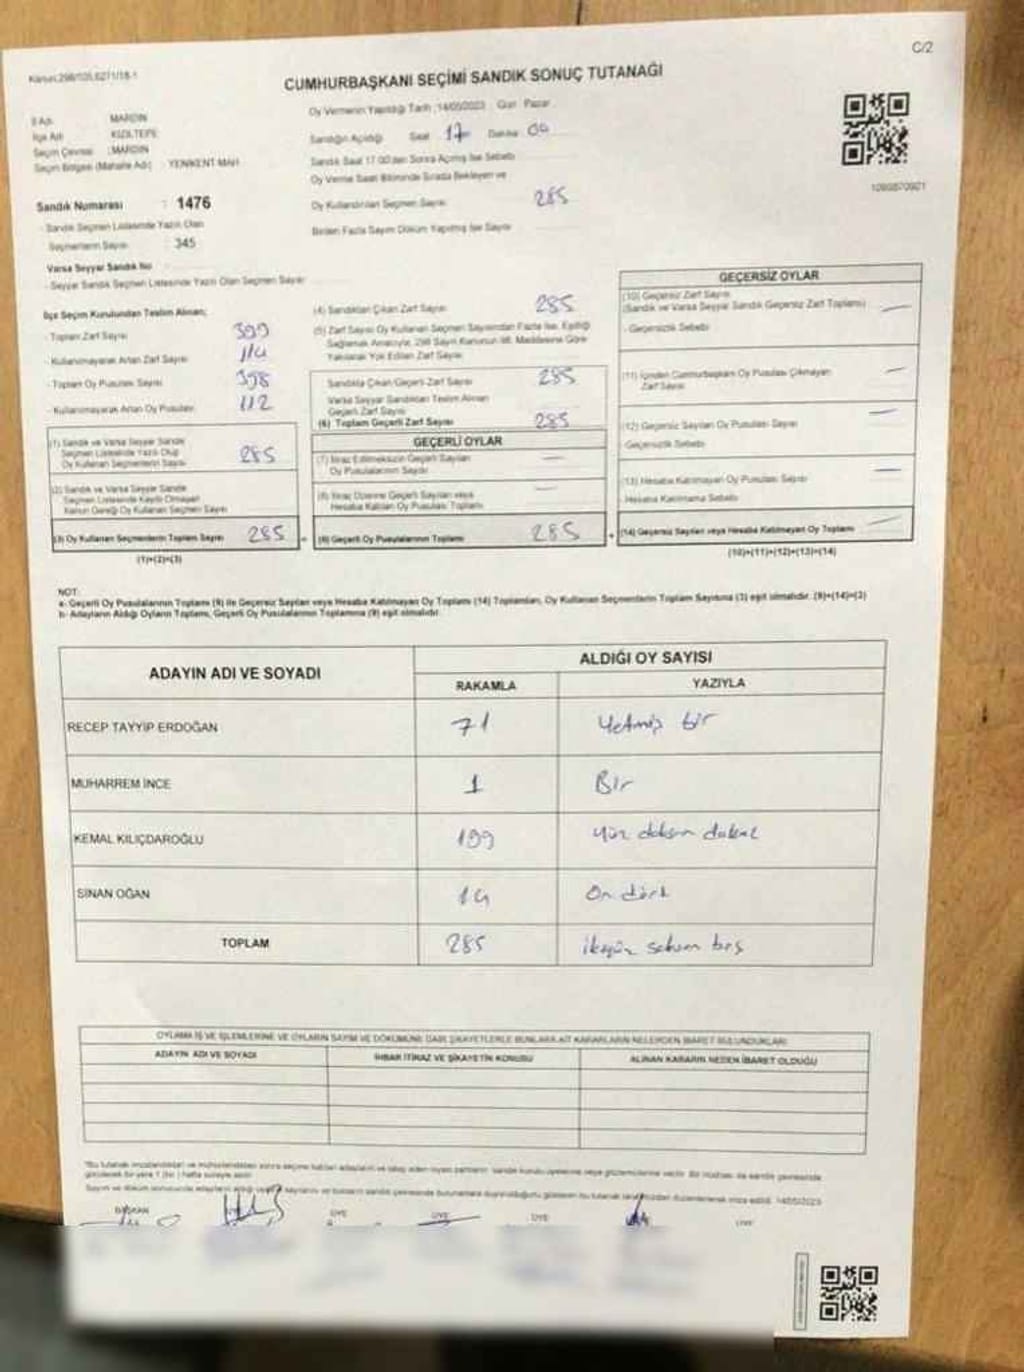 C/2
CUMHURBAŞKANI SEÇİMİ SANDIK SONUÇ TUTANAĞI
Oy Vermenin Yapıldığı Tarih : 14/05/2023 Gün Pazar
İl Adı MARDİN
İlçe Adı KIZILTEPE
Seçim Çevresi : MARDİN
Seçim Bölgesi (Mahalle Adı) : YENİKENT MAH.
Sandık Numarası : 1476
- Sandık Seçmen Listesinde Yazılı Olan
Seçmenlerin Sayısı 345
Varsa Seyyar Sandık No
- Seyyar Sandık Seçmen Listesinde Yazılı Olan Seçmen Sayısı
Sandığın Açıldığı Saat 17 Dakika 00
Sandık Saat 17.00'den Sonra Açılmış İse Sebebi
Oy Verme Saati Bitiminde Sırada Bekleyen ve
Oy Kullandırılan Seçmen Sayısı 285
Birden Fazla Sayım Döküm Yapılmış İse Sayısı
İlçe Seçim Kurulundan Teslim Alınan;
- Toplam Zarf Sayısı 399
- Kullanılmayarak Artan Zarf Sayısı 114
- Toplam Oy Pusulası Sayısı 398
- Kullanılmayarak Artan Oy Pusulası 112
(1) Sandık ve Varsa Seyyar Sandık
Seçmen Listesinde Yazılı Olup
Oy Kullanan Seçmenlerin Sayısı 285
(2) Sandık ve Varsa Seyyar Sandık
Seçmen Listesinde Kayıtlı Olmayan
Kanun Gereği Oy Kullanan Seçmen Sayısı
(3) Oy Kullanan Seçmenlerin Toplam Sayısı 285
(1)+(2)=(3)
(4) Sandıktan Çıkan Zarf Sayısı 285
(5) Zarf Sayısı Oy Kullanan Seçmen Sayısından Fazla İse, Eşitliği
Sağlamak Amacıyla, 298 Sayılı Kanunun 98. Maddesine Göre
Yakılarak Yok Edilen Zarf Sayısı
Sandıkta Çıkan Geçerli Zarf Sayısı 285
Varsa Seyyar Sandıktan Teslim Alınan
Geçerli Zarf Sayısı
(6) Toplam Geçerli Zarf Sayısı 285
GEÇERLİ OYLAR
(7) İtiraz Edilmeksizin Geçerli Sayılan
Oy Pusulalarının Sayısı —
(8) İtiraz Üzerine Geçerli Sayılan veya
Hesaba Katılan Oy Pusulası Toplamı —
(9) Geçerli Oy Pusulalarının Toplamı 285
GEÇERSİZ OYLAR
(10) Geçersiz Zarf Sayısı
(Sandık ve Varsa Seyyar Sandık Geçersiz Zarf Toplamı) —
- Geçersizlik Sebebi
(11) İçinden Cumhurbaşkanı Oy Pusulası Çıkmayan
Zarf Sayısı —
(12) Geçersiz Sayılan Oy Pusulası Sayısı —
-Geçersizlik Sebebi
(13) Hesaba Katılmayan Oy Pusulası Sayısı —
-Hesaba Katılmama Sebebi
(14) Geçersiz Sayılan veya Hesaba Katılmayan Oy Toplamı —
(10)+(11)+(12)+(13)=(14)
NOT:
a- Geçerli Oy Pusulalarının Toplamı (9) ile Geçersiz Sayılan veya Hesaba Katılmayan Oy Toplamı (14) Toplamları, Oy Kullanan Seçmenlerin Toplam Sayısına (3) eşit olmalıdır. (9)+(14)=(3)
b- Adayların Aldığı Oyların Toplamı, Geçerli Oy Pusulalarının Toplamına (9) eşit olmalıdır.
ADAYIN ADI VE SOYADI ALDIĞI OY SAYISI
RAKAMLA YAZIYLA
RECEP TAYYİP ERDOĞAN 71 Yetmiş bir
MUHARREM İNCE 1 Bir
KEMAL KILIÇDAROĞLU 199 Yüz doksan dokuz
SİNAN OĞAN 14 On dört
TOPLAM 285 ikiyüz seksen beş
OYLAMA İŞ VE İŞLEMLERİNE VE OYLARIN SAYIM VE DÖKÜMÜNE DAİR ŞİKAYETLERLE BUNLARA AİT KARARLARIN NELERDEN İBARET BULUNDUKLARI
ADAYIN ADI VE SOYADI İHBAR İTİRAZ VE ŞİKAYETİN KONUSU ALINAN KARARIN NEDEN İBARET OLDUĞU
BAŞKAN ÜYE ÜYE ÜYE ÜYE